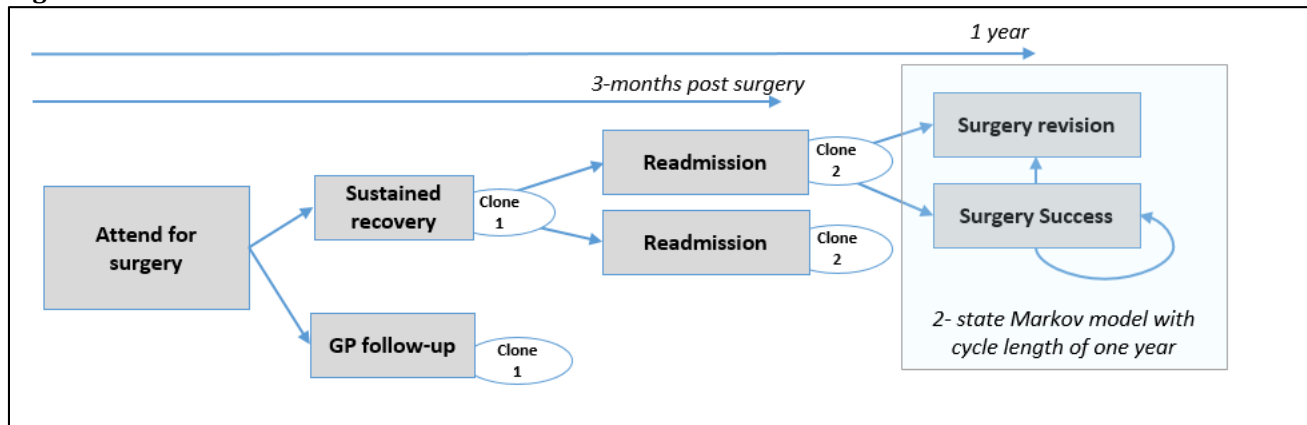 1 year
3-months post surgery
Attend for
surgery
Sustained
recovery
Clone
1
GP follow-up
Clone
1
Readmission
Clone
2
Readmission
Clone
2
Surgery revision
Surgery Success
2- state Markov model with
cycle length of one year